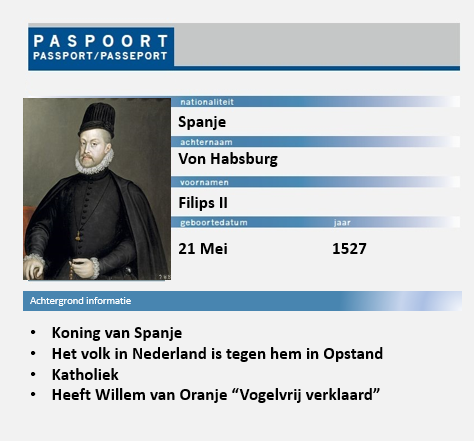 PASPOORT
PASSPORT/PASSEPORT
nationaliteit
Spanje
achternaam
Von Habsburg
voornamen
Filips II
geboortedatum jaar
21 Mei 1527
Achtergrond informatie
• Koning van Spanje
• Het volk in Nederland is tegen hem in Opstand
• Katholiek
• Heeft Willem van Oranje “Vogelvrij verklaard”